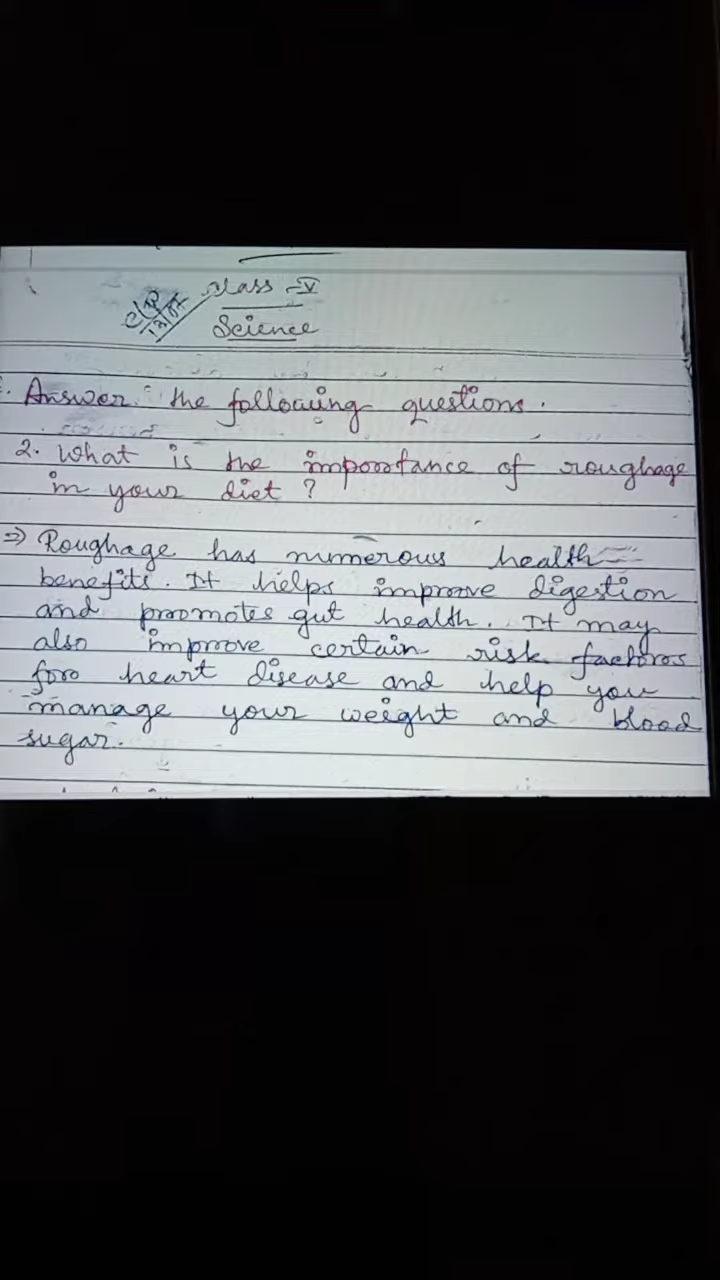 Class - V
Science
Answer the following questions.
2. What is the importance of roughage
in your diet ?
⇒ Roughage has numerous health
benefits. It helps improve digestion
and promotes gut health. It may
also improve certain risk factors
for heart disease and help you
manage your weight and blood
sugar.